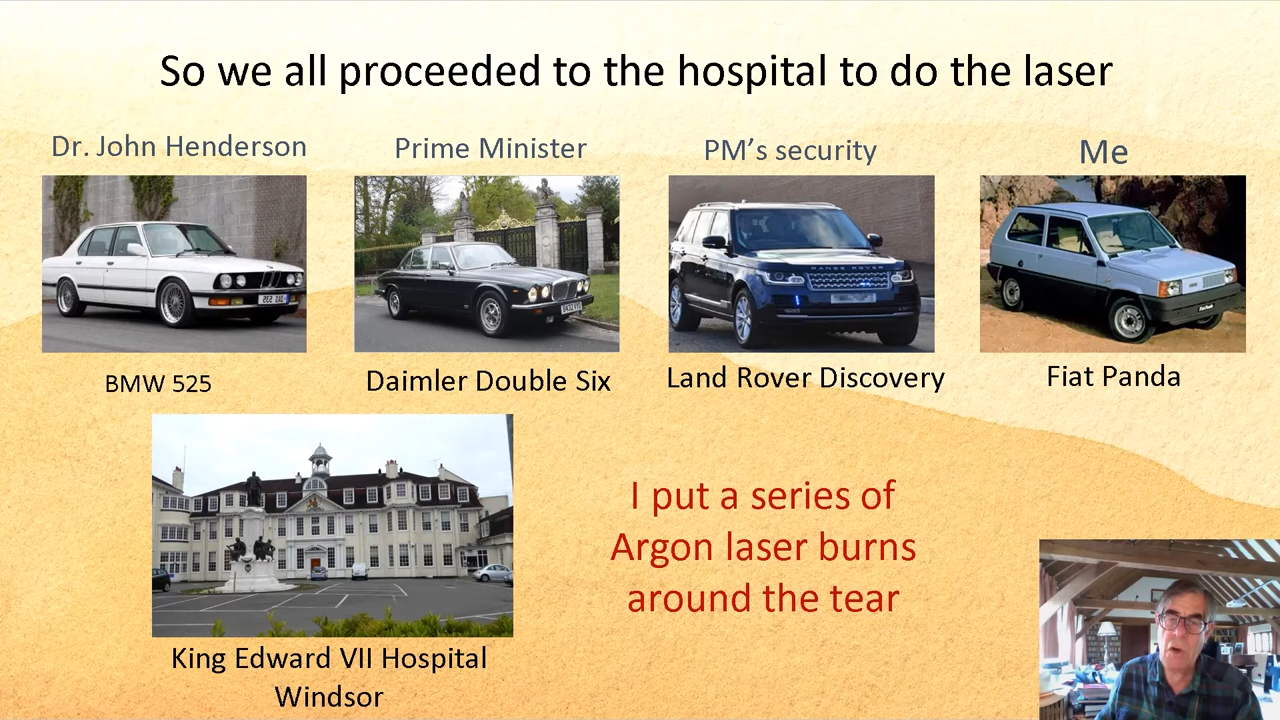 So we all proceeded to the hospital to do the laser
Dr. John Henderson
Prime Minister
PM's security
Me
RANGE ROVER
BMW 525
Daimler Double Six
Land Rover Discovery
Fiat Panda
I put a series of
Argon laser burns
around the tear
King Edward VII Hospital
Windsor